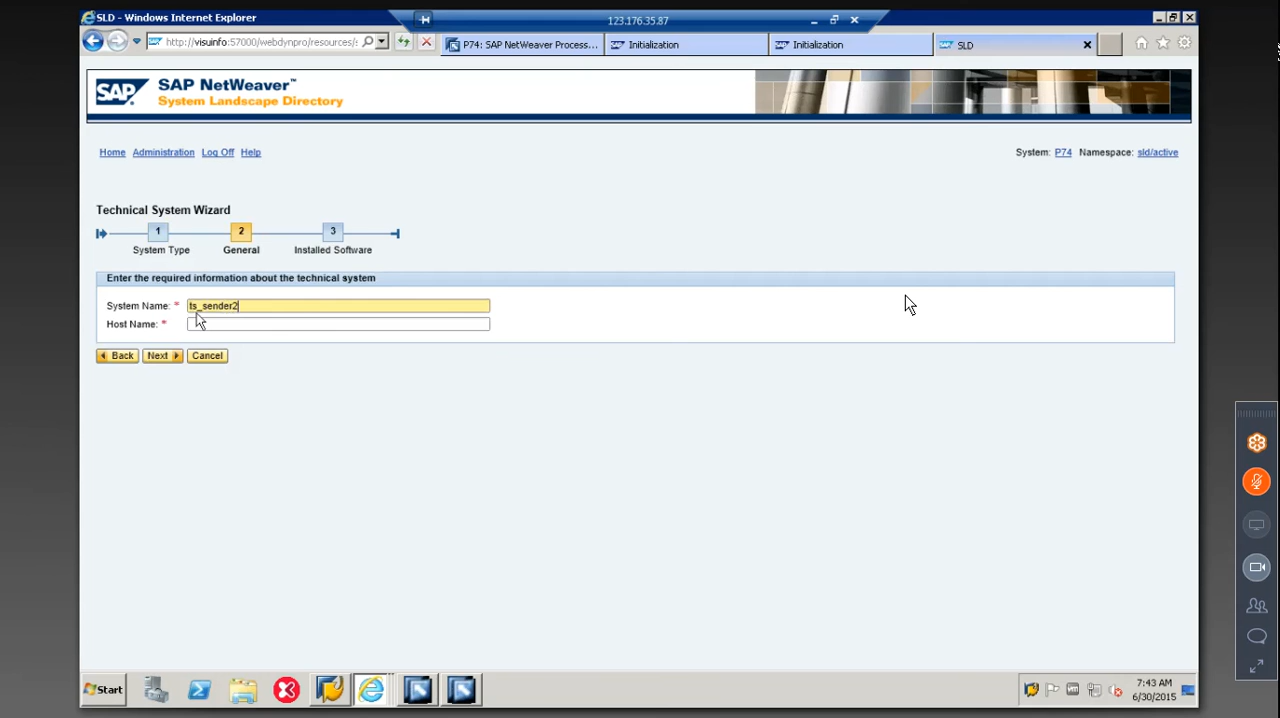 SLD - Windows Internet Explorer
123.176.35.87
http://visuinfo:57000/webdynpro/resources/s
P74: SAP NetWeaver Process...
Initialization
Initialization
SLD
SAP
SAP NetWeaver™
System Landscape Directory
Home Administration Log Off Help
System: P74 Namespace: sld/active
Technical System Wizard
1 2 3
System Type General Installed Software
Enter the required information about the technical system
System Name: * ts_sender2
Host Name: *
Back Next Cancel
Start
7:43 AM
6/30/2015